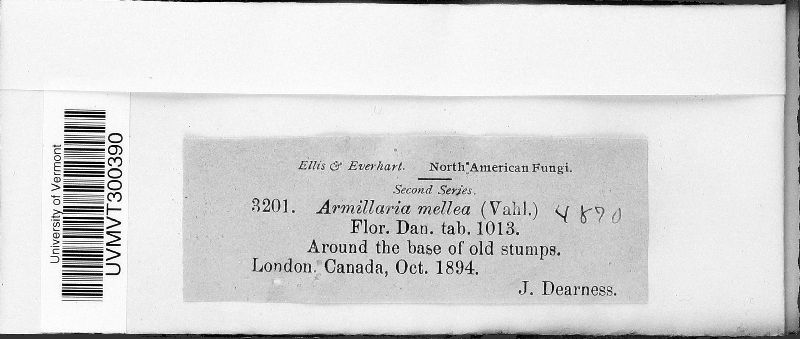 Ellis & Everhart. North American Fungi.
Second Series.
3201. Armillaria mellea (Vahl.) 4870
Flor. Dan. tab. 1013.
Around the base of old stumps.
London. Canada, Oct. 1894.
J. Dearness.
University of Vermont
UVMVT300390